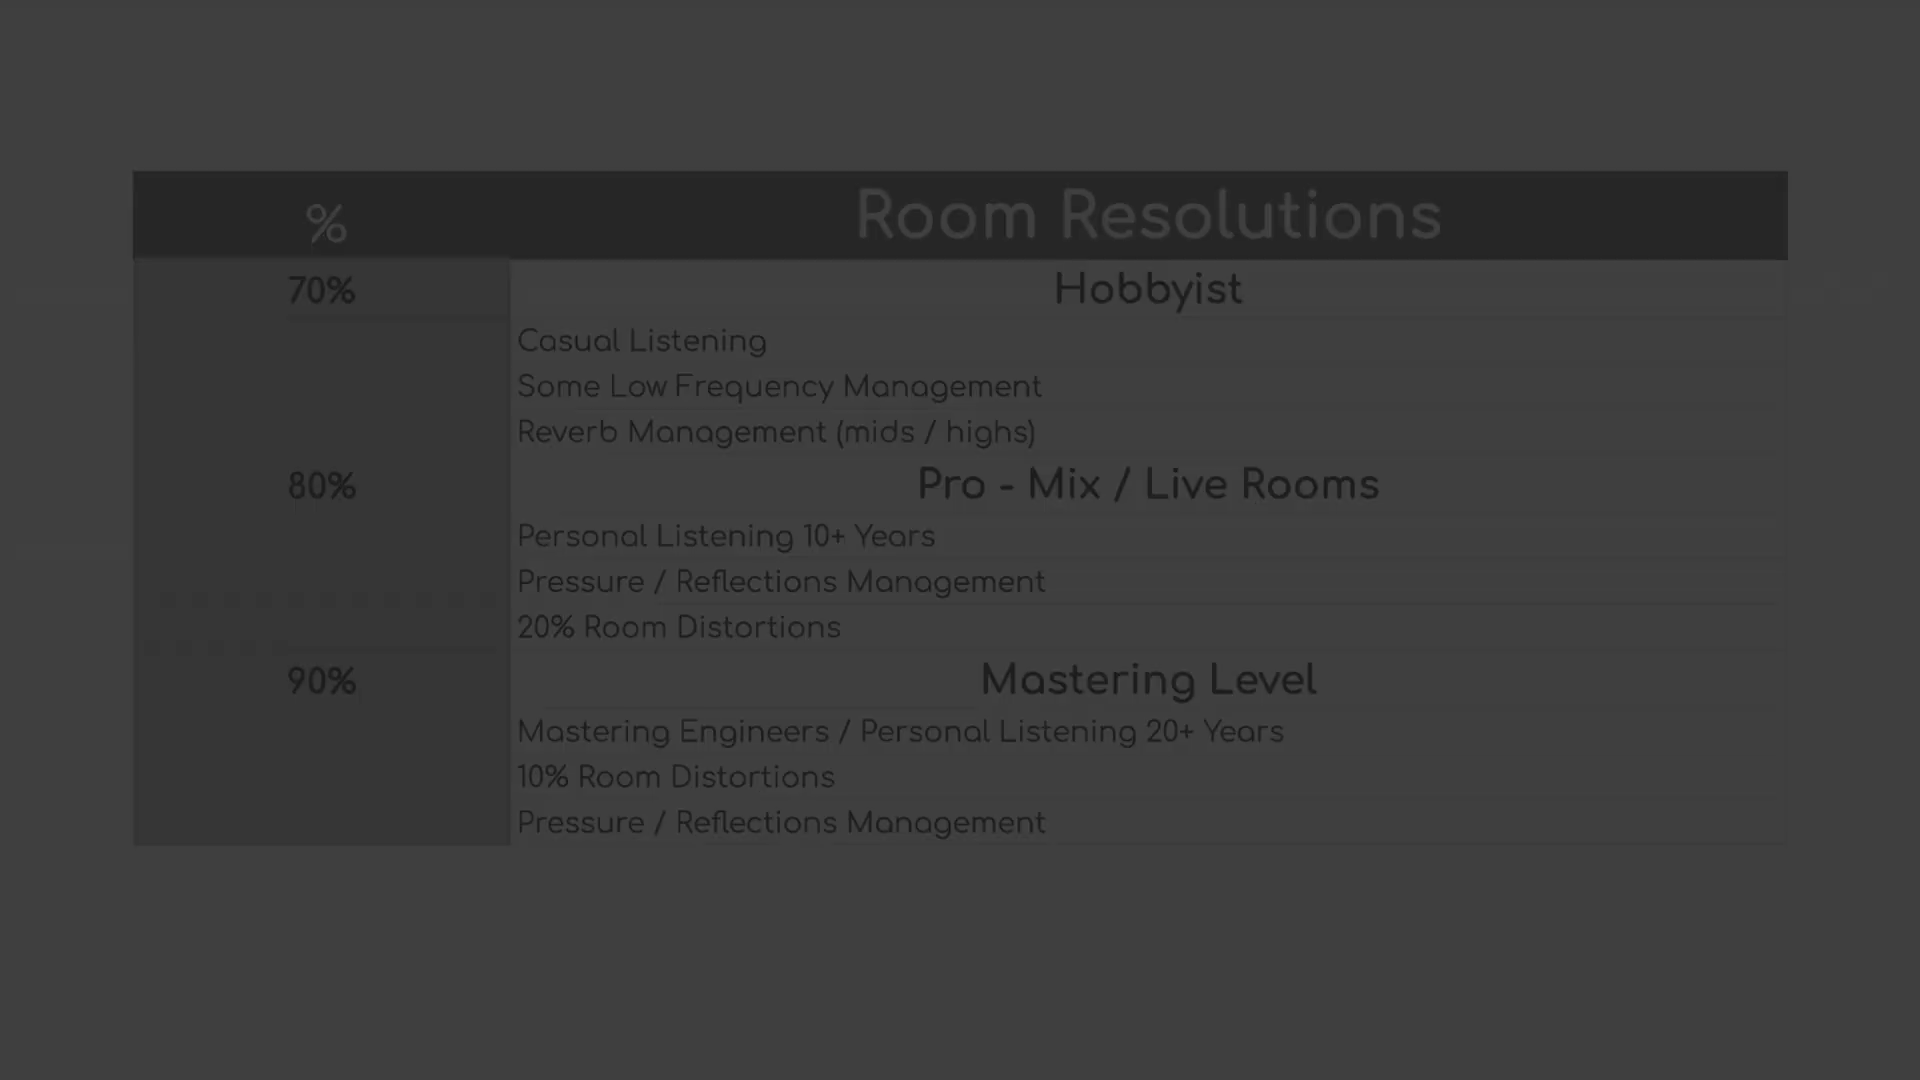 % Room Resolutions
70% Hobbyist
Casual Listening
Some Low Frequency Management
Reverb Management (mids / highs)
80% Pro - Mix / Live Rooms
Personal Listening 10+ Years
Pressure / Reflections Management
20% Room Distortions
90% Mastering Level
Mastering Engineers / Personal Listening 20+ Years
10% Room Distortions
Pressure / Reflections Management